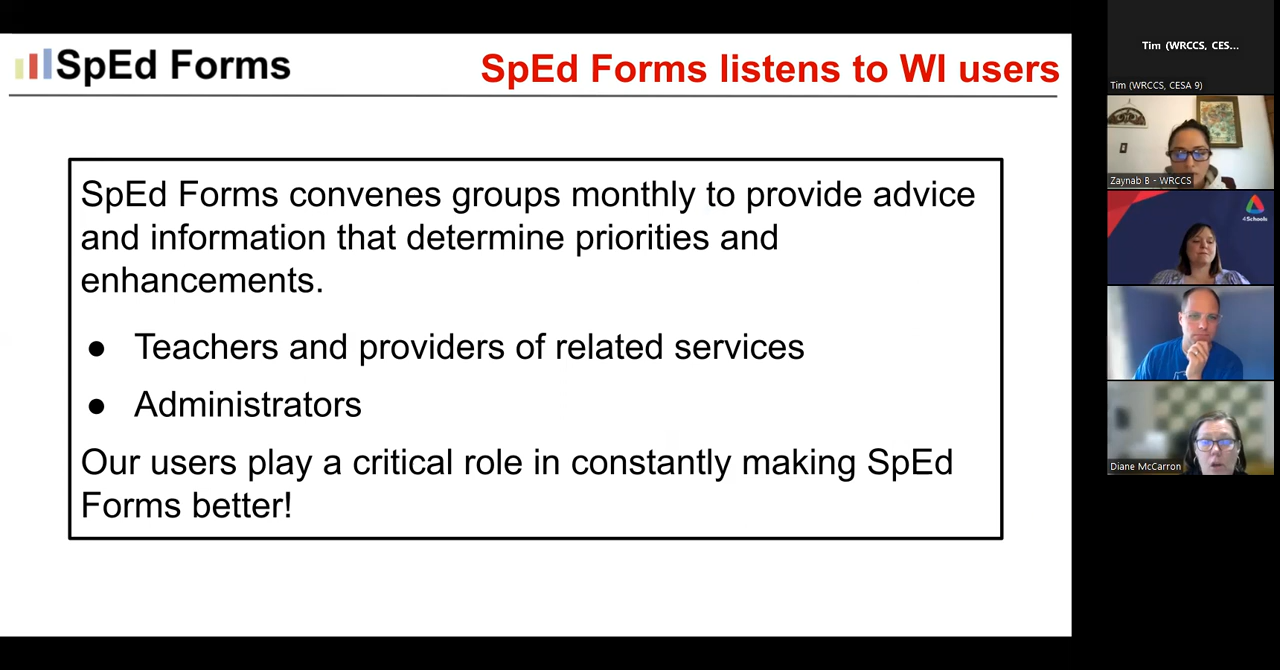 SpEd Forms
SpEd Forms listens to WI users
SpEd Forms convenes groups monthly to provide advice
and information that determine priorities and
enhancements.
● Teachers and providers of related services
● Administrators
Our users play a critical role in constantly making SpEd
Forms better!
Tim (WRCCS, CES...
Tim (WRCCS, CESA 9)
Zaynab B - WRCCS
4Schools
Diane McCarron